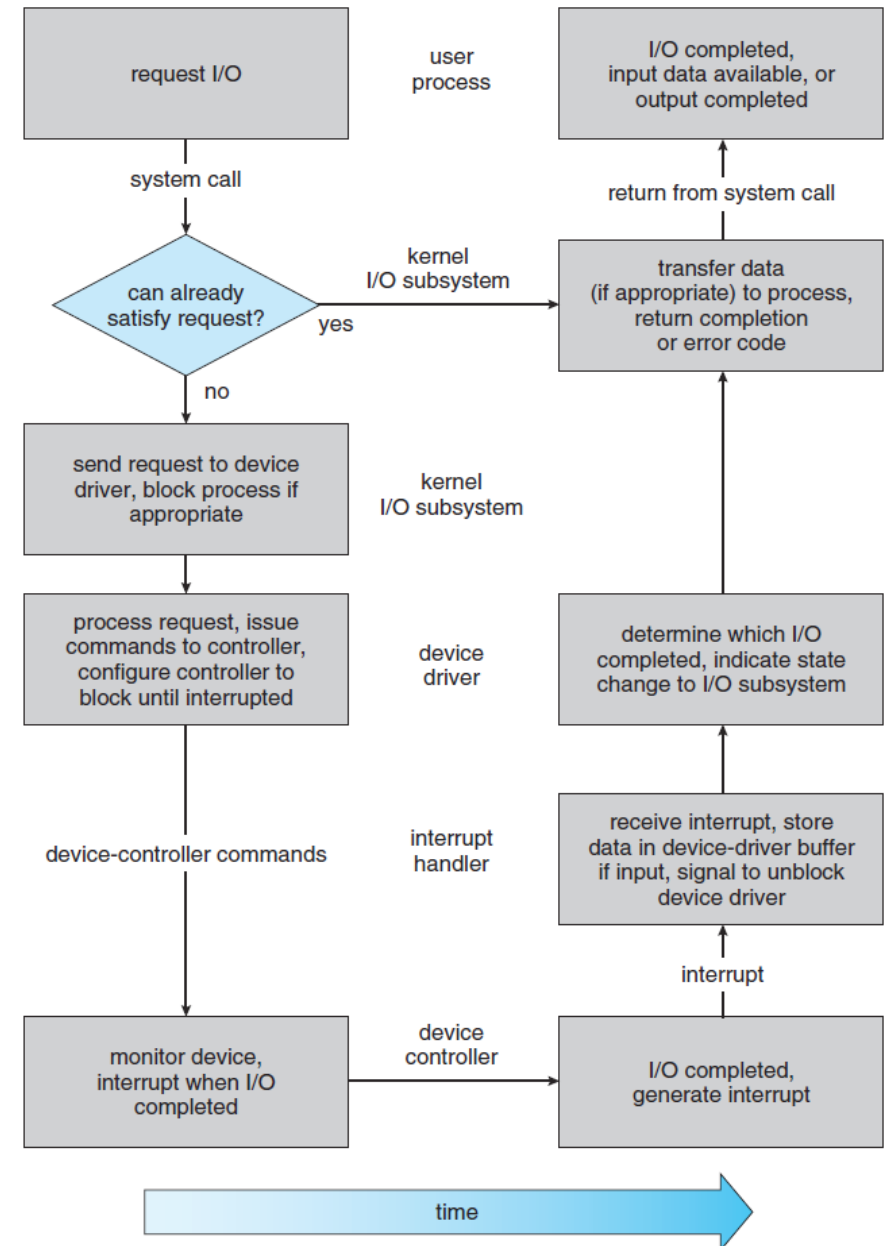 request I/O
user
process
I/O completed,
input data available, or
output completed
system call
return from system call
can already
satisfy request?
kernel
I/O subsystem
yes
transfer data
(if appropriate) to process,
return completion
or error code
no
send request to device
driver, block process if
appropriate
kernel
I/O subsystem
process request, issue
commands to controller,
configure controller to
block until interrupted
device
driver
determine which I/O
completed, indicate state
change to I/O subsystem
device-controller commands
interrupt
handler
receive interrupt, store
data in device-driver buffer
if input, signal to unblock
device driver
interrupt
monitor device,
interrupt when I/O
completed
device
controller
I/O completed,
generate interrupt
time